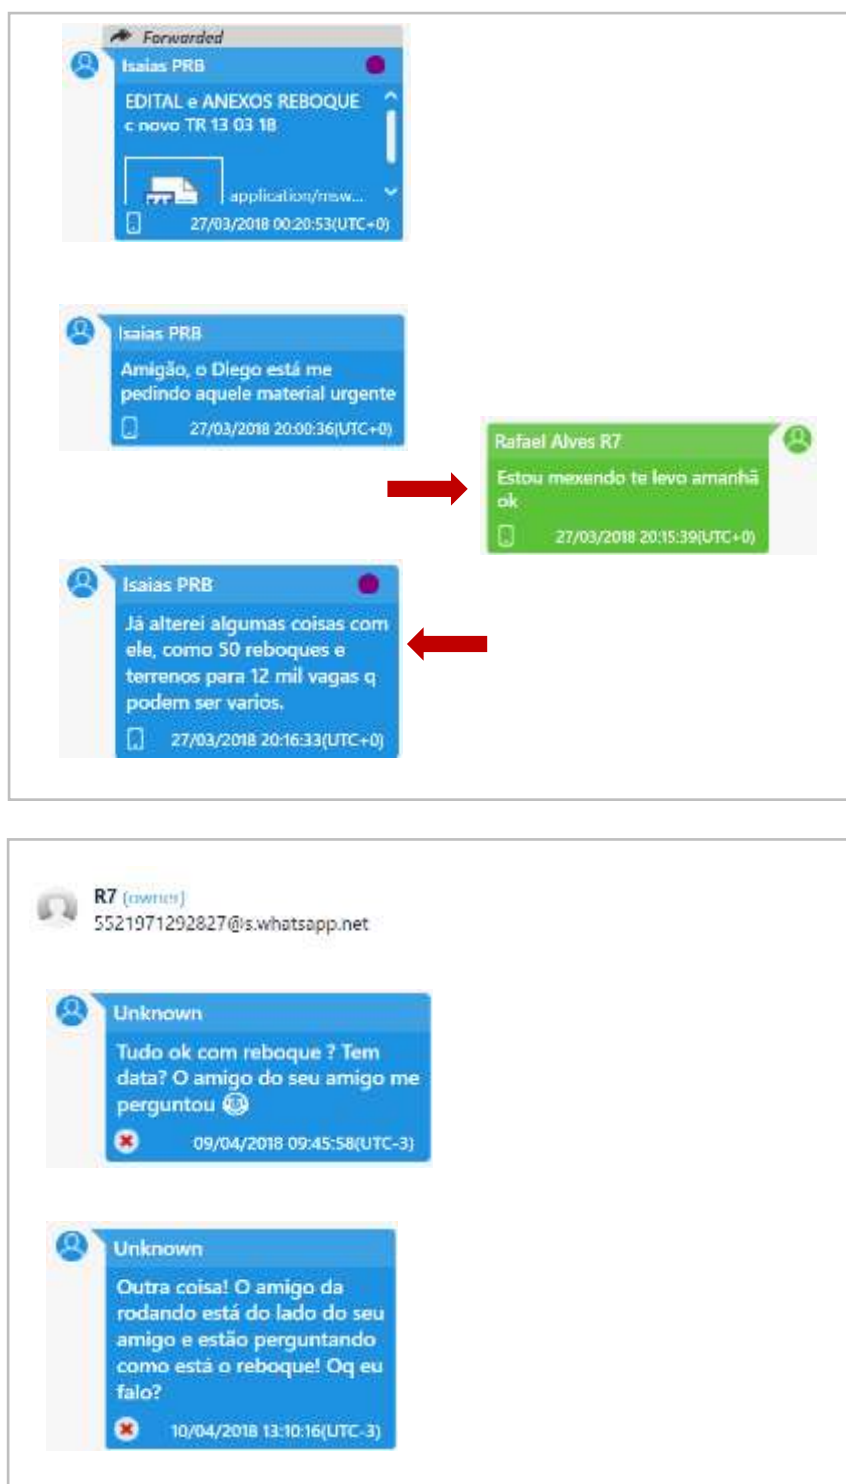 Forwarded
Isaias PRB
EDITAL e ANEXOS REBOQUE
c novo TR 13 03 18
application/msw...
27/03/2018 00:20:53(UTC+0)
Isaias PRB
Amigão, o Diego está me
pedindo aquele material urgente
27/03/2018 20:00:36(UTC+0)
Rafael Alves R7
Estou mexendo te levo amanhã
ok
27/03/2018 20:15:39(UTC+0)
Isaias PRB
Já alterei algumas coisas com
ele, como 50 reboques e
terrenos para 12 mil vagas q
podem ser varios.
27/03/2018 20:16:33(UTC+0)
R7 (owner)
5521971292827@s.whatsapp.net
Unknown
Tudo ok com reboque ? Tem
data? O amigo do seu amigo me
perguntou
09/04/2018 09:45:58(UTC-3)
Unknown
Outra coisa! O amigo da
rodando está do lado do seu
amigo e estão perguntando
como está o reboque! Oq eu
falo?
10/04/2018 13:10:16(UTC-3)